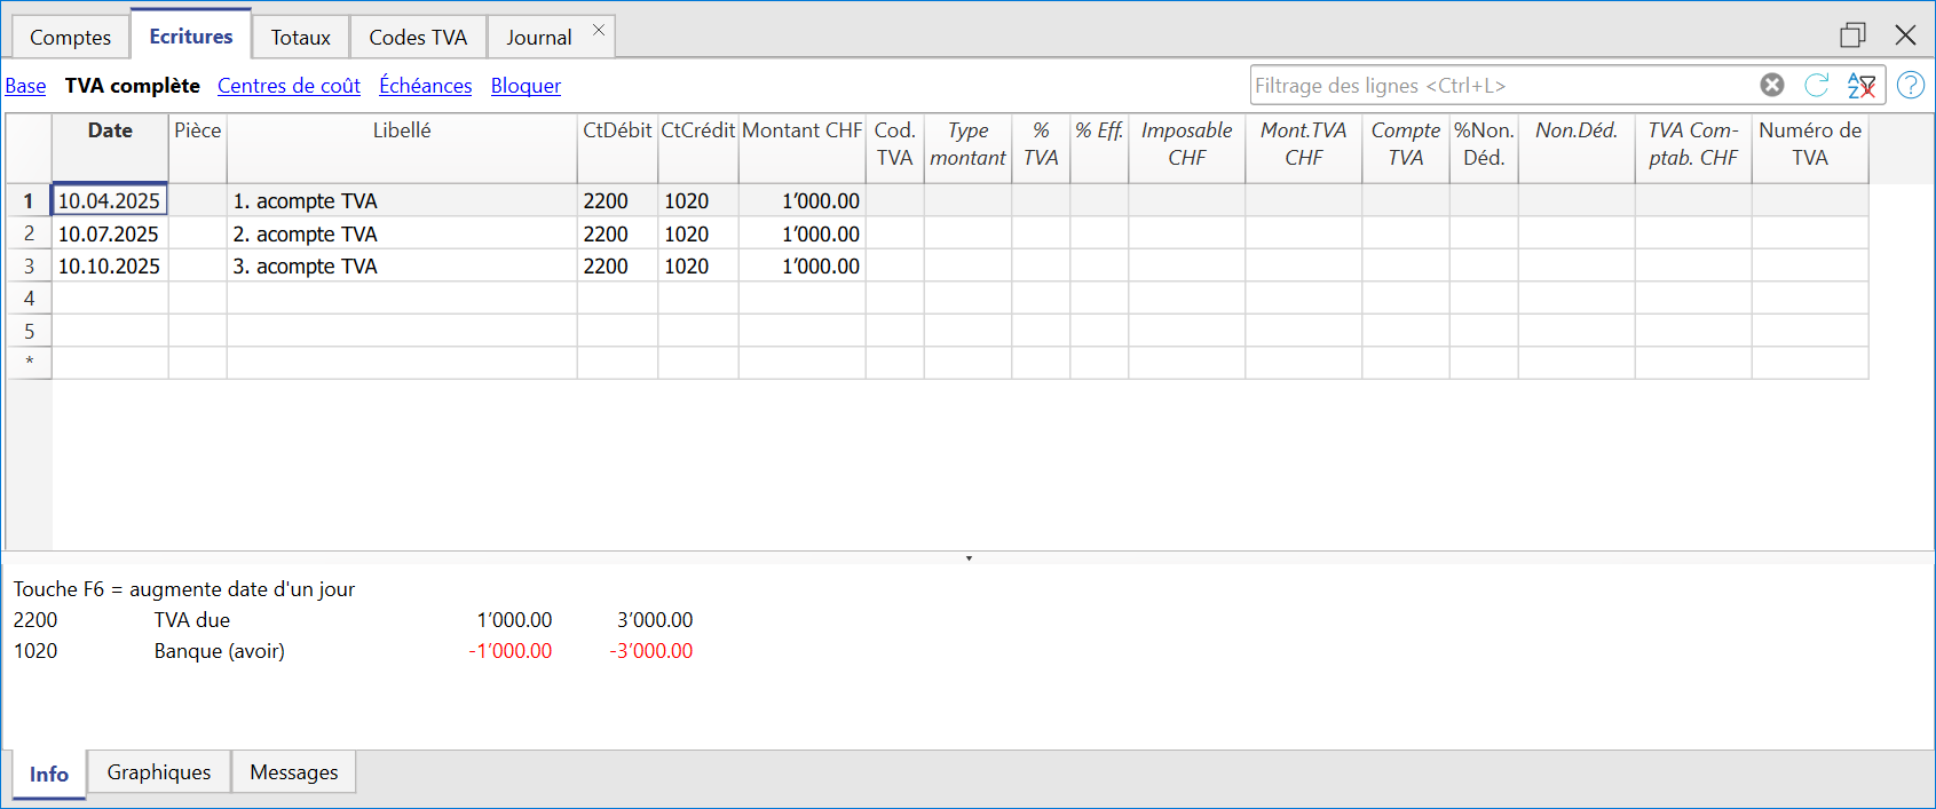 Comptes Ecritures Totaux Codes TVA Journal
Base TVA complète Centres de coût Échéances Bloquer Filtrage des lignes <Ctrl+L>
Date Pièce Libellé CtDébit CtCrédit Montant CHF Cod. TVA Type montant % TVA % Eff. Imposable CHF Mont.TVA CHF Compte TVA %Non. Déd. Non.Déd. TVA Com-ptab. CHF Numéro de TVA
1 10.04.2025 1. acompte TVA 2200 1020 1’000.00
2 10.07.2025 2. acompte TVA 2200 1020 1’000.00
3 10.10.2025 3. acompte TVA 2200 1020 1’000.00
4
5
*
Touche F6 = augmente date d'un jour
2200 TVA due 1’000.00 3’000.00
1020 Banque (avoir) -1’000.00 -3’000.00
Info Graphiques Messages